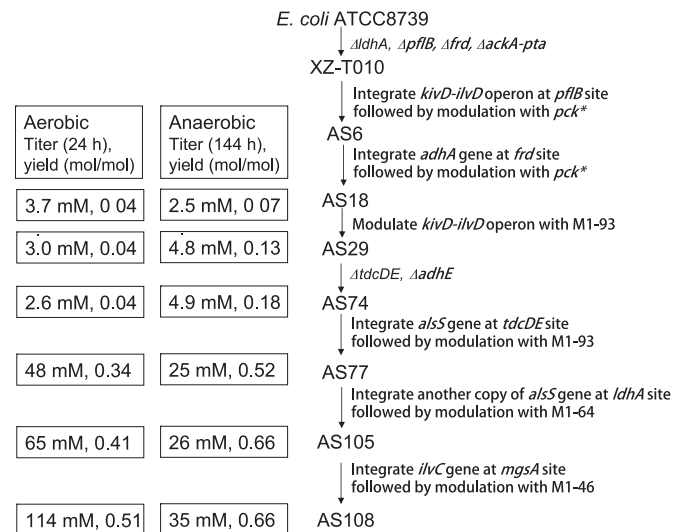 E. coli ATCC8739
ΔldhA, ΔpflB, Δfrd, ΔackA-pta
XZ-T010
Integrate kivD-ilvD operon at pflB site
followed by modulation with pck*
Aerobic
Titer (24 h),
yield (mol/mol)
Anaerobic
Titer (144 h),
yield (mol/mol)
AS6
Integrate adhA gene at frd site
followed by modulation with pck*
3.7 mM, 0 04
2.5 mM, 0 07
AS18
Modulate kivD-ilvD operon with M1-93
3.0 mM, 0.04
4.8 mM, 0.13
AS29
ΔtdcDE, ΔadhE
2.6 mM, 0.04
4.9 mM, 0.18
AS74
Integrate alsS gene at tdcDE site
followed by modulation with M1-93
48 mM, 0.34
25 mM, 0.52
AS77
Integrate another copy of alsS gene at ldhA site
followed by modulation with M1-64
65 mM, 0.41
26 mM, 0.66
AS105
Integrate ilvC gene at mgsA site
followed by modulation with M1-46
114 mM, 0.51
35 mM, 0.66
AS108